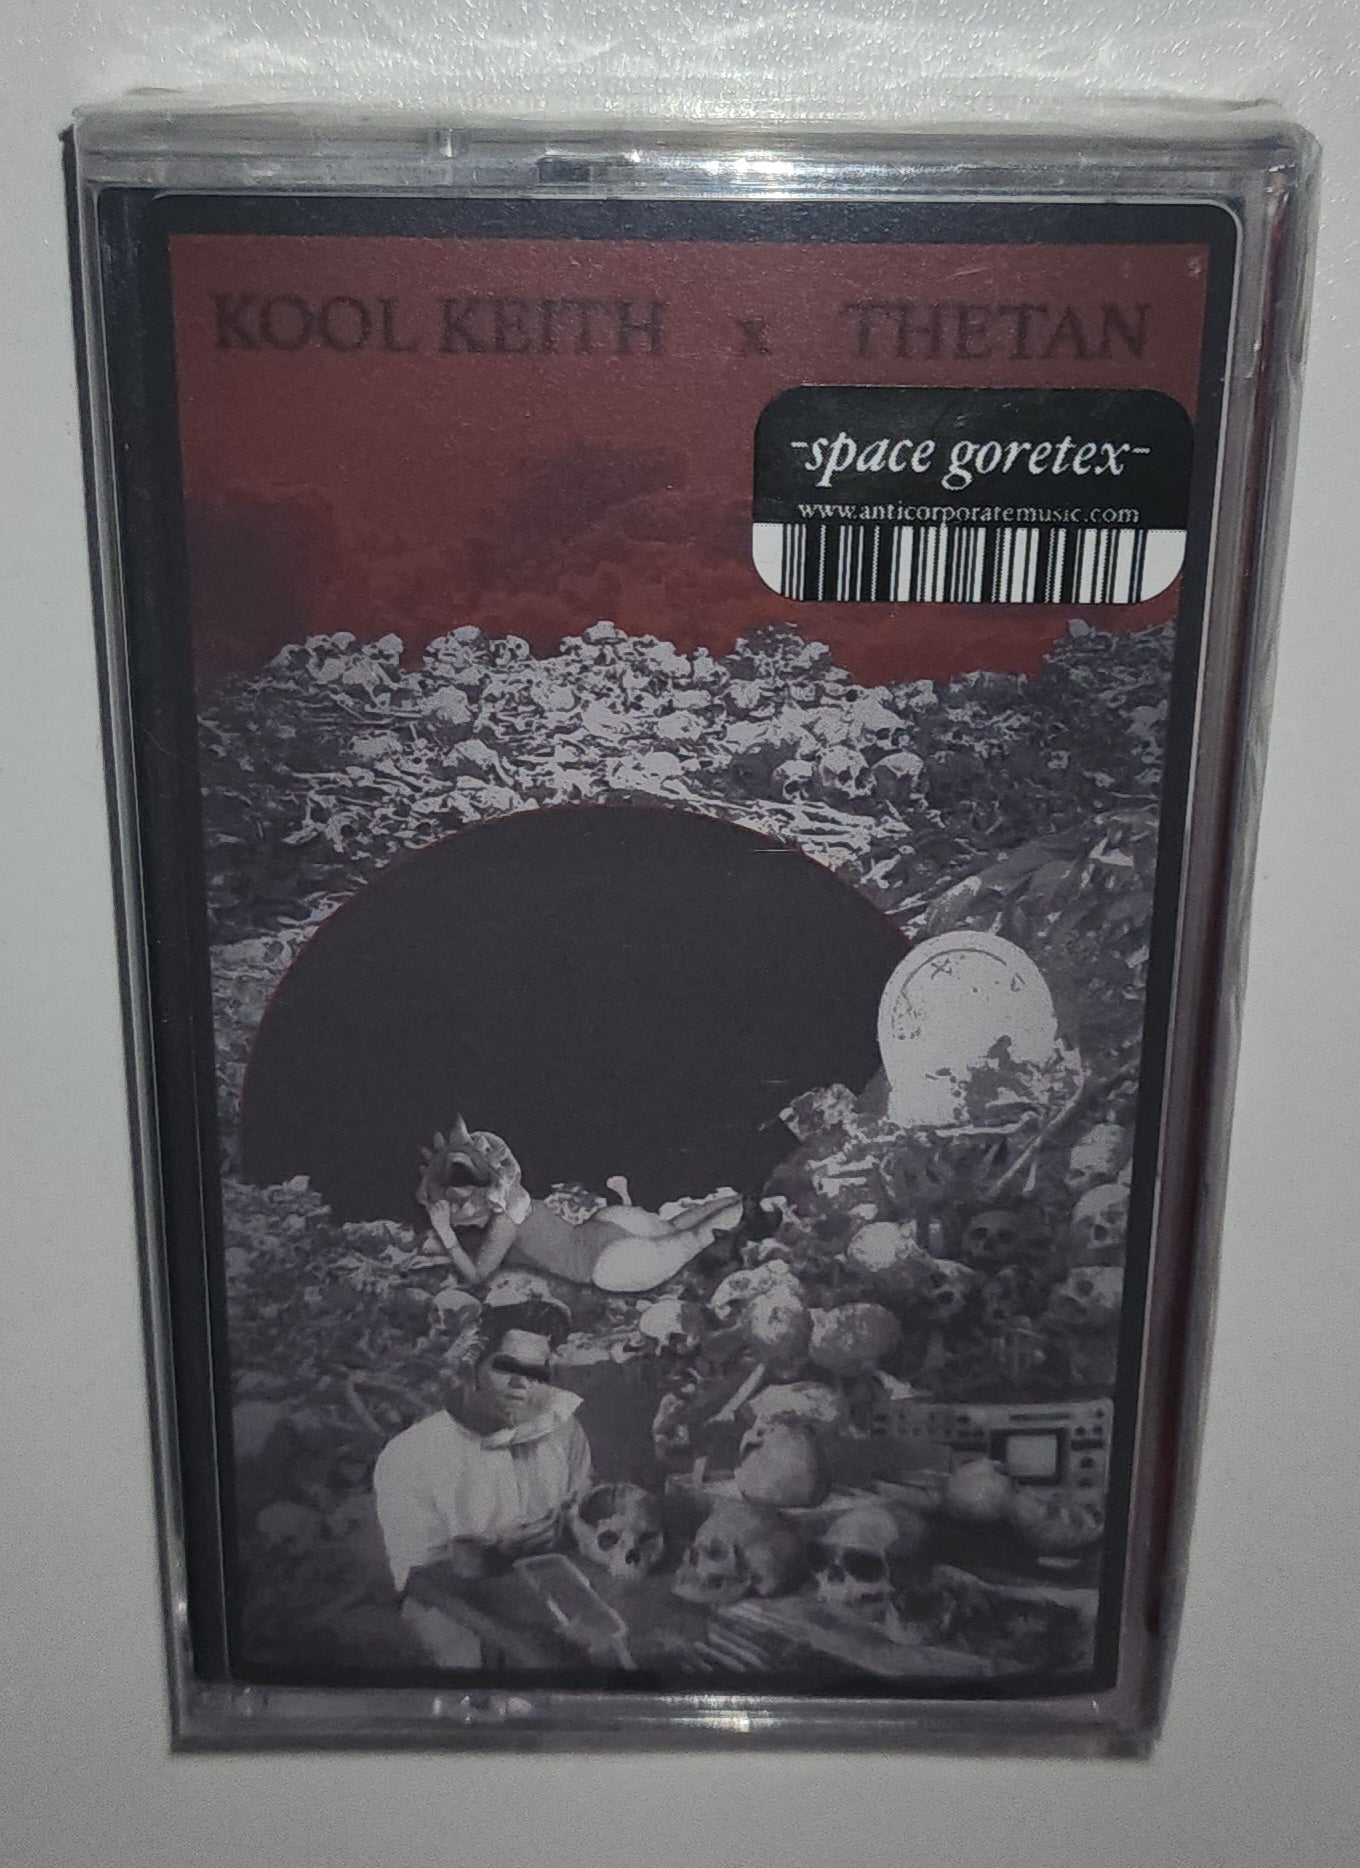 KOOL KEITH x THETAN
-space goretex-
www.anticorporatemusic.com